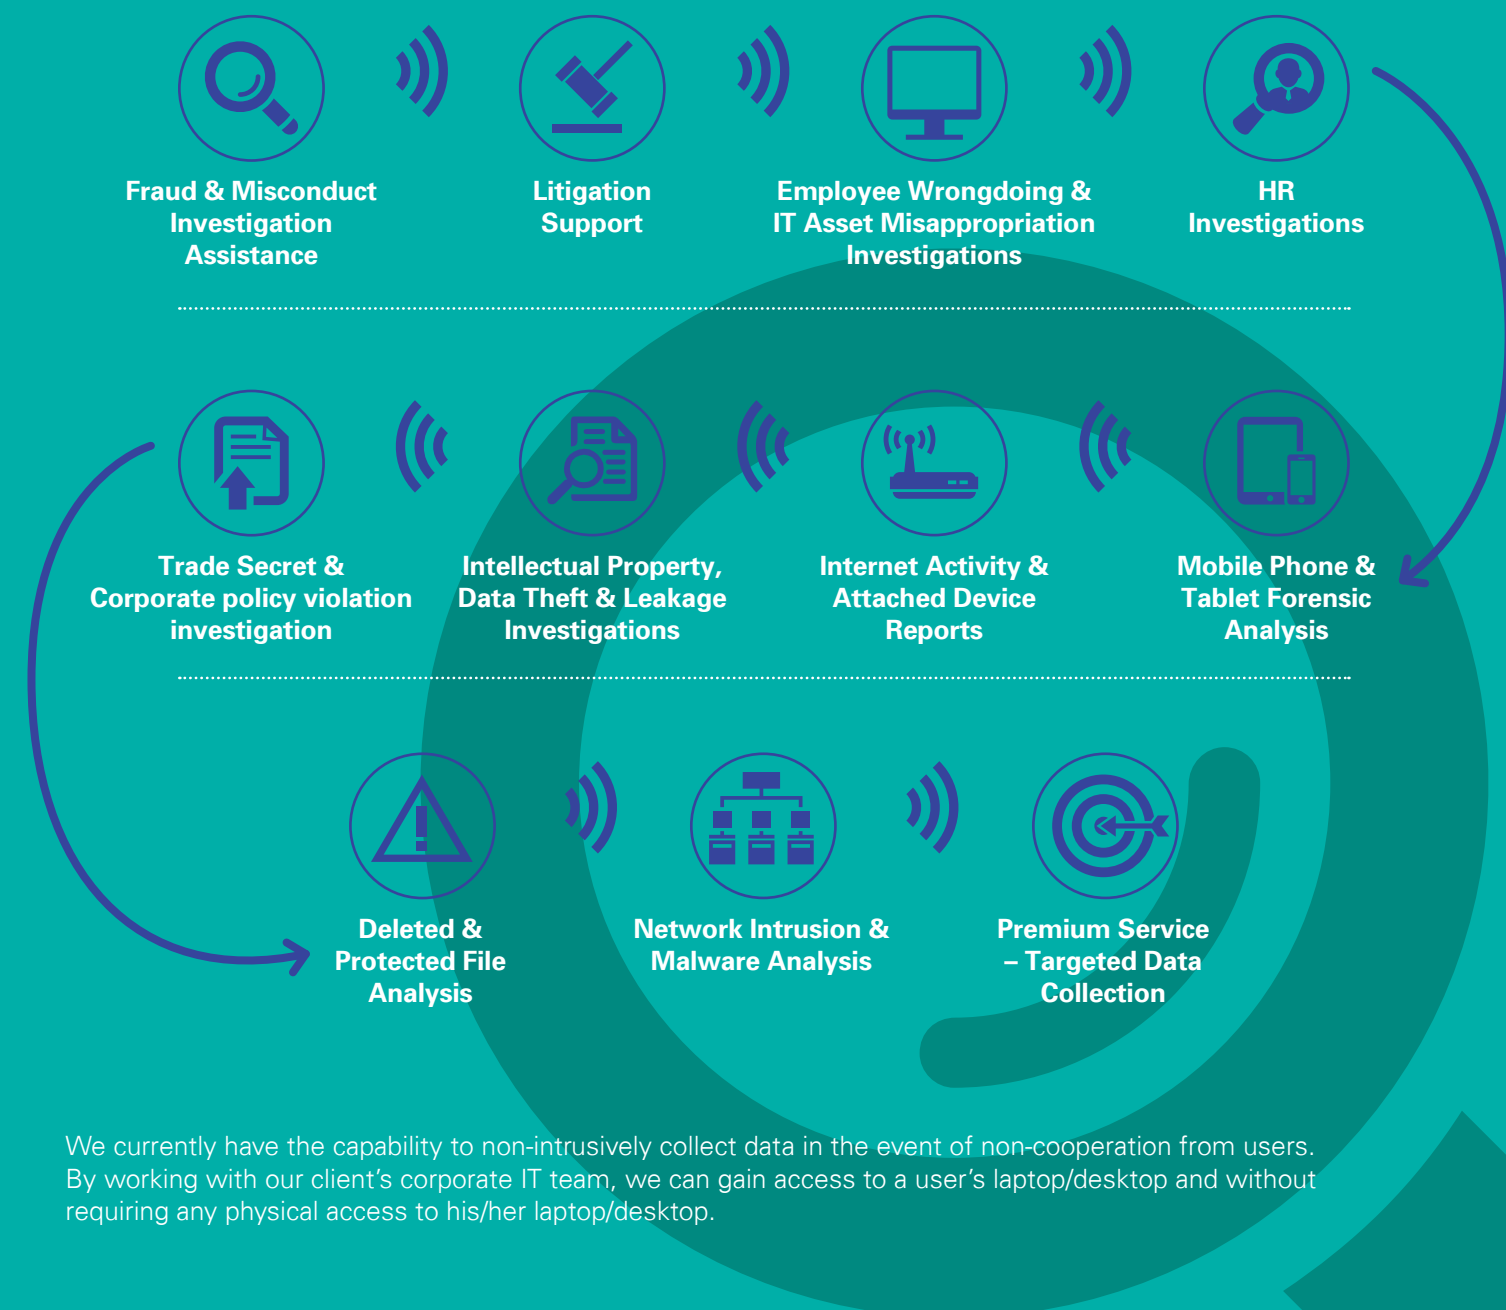 Fraud & Misconduct
Investigation
Assistance
Litigation
Support
Employee Wrongdoing &
IT Asset Misappropriation
Investigations
HR
Investigations
Trade Secret &
Corporate policy violation
investigation
Intellectual Property,
Data Theft & Leakage
Investigations
Internet Activity &
Attached Device
Reports
Mobile Phone &
Tablet Forensic
Analysis
Deleted &
Protected File
Analysis
Network Intrusion &
Malware Analysis
Premium Service
– Targeted Data
Collection
We currently have the capability to non-intrusively collect data in the event of non-cooperation from users.
By working with our client’s corporate IT team, we can gain access to a user’s laptop/desktop and without
requiring any physical access to his/her laptop/desktop.